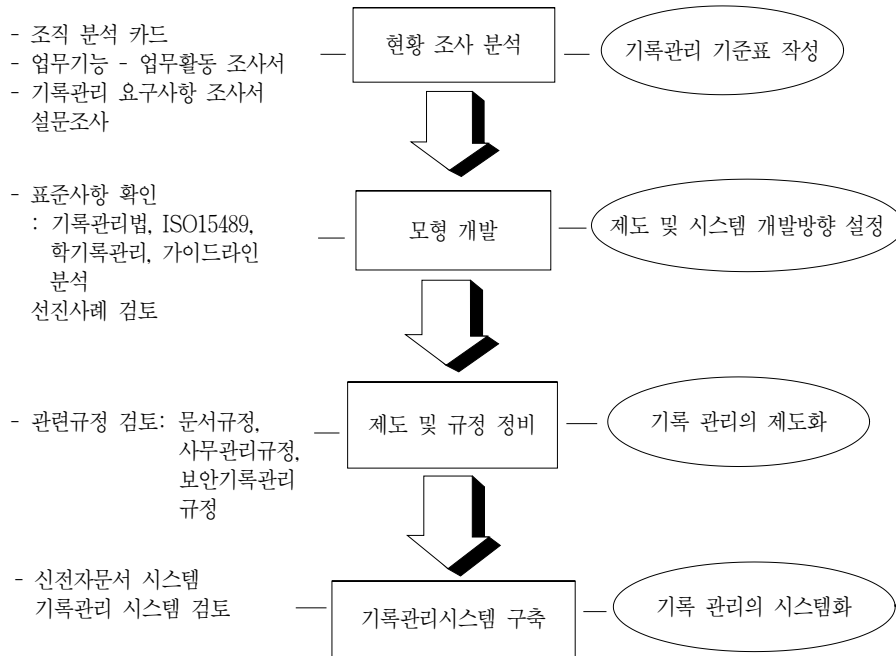 - 조직 분석 카드
- 업무기능 - 업무활동 조사서
- 기록관리 요구사항 조사서
설문조사
현황 조사 분석
기록관리 기준표 작성
- 표준사항 확인
: 기록관리법, ISO15489,
학기록관리, 가이드라인
분석
선진사례 검토
모형 개발
제도 및 시스템 개발방향 설정
- 관련규정 검토: 문서규정,
사무관리규정,
보안기록관리
규정
제도 및 규정 정비
기록 관리의 제도화
- 신전자문서 시스템
기록관리 시스템 검토
기록관리시스템 구축
기록 관리의 시스템화